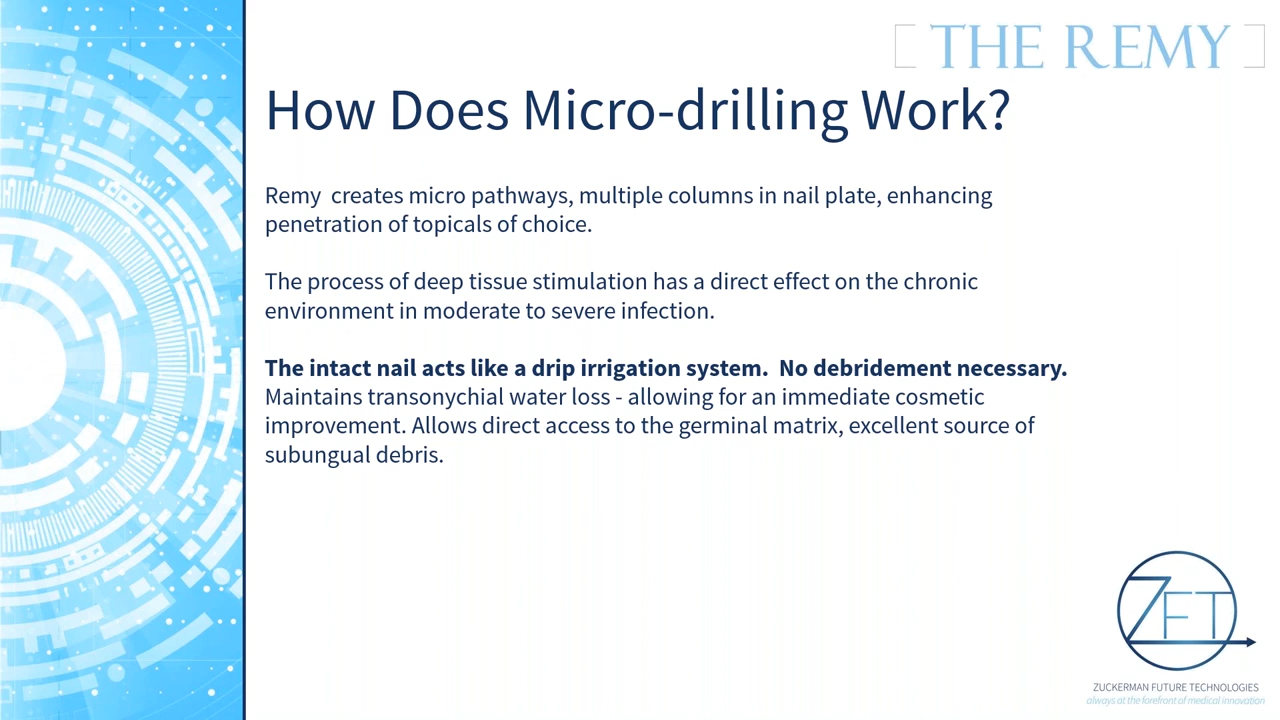 THE REMY
How Does Micro-drilling Work?
Remy  creates micro pathways, multiple columns in nail plate, enhancing
penetration of topicals of choice.
The process of deep tissue stimulation has a direct effect on the chronic
environment in moderate to severe infection.
The intact nail acts like a drip irrigation system.  No debridement necessary.
Maintains transonychial water loss - allowing for an immediate cosmetic
improvement. Allows direct access to the germinal matrix, excellent source of
subungual debris.
ZFT
ZUCKERMAN FUTURE TECHNOLOGIES
always at the forefront of medical innovation